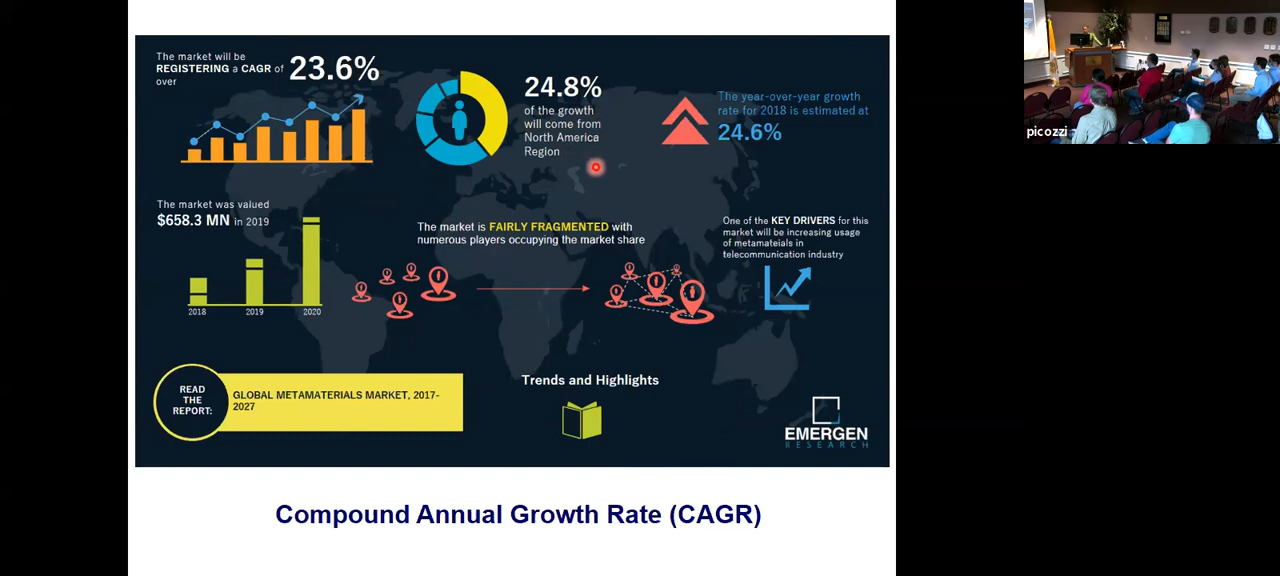 The market will be
REGISTERING a CAGR of
over
23.6%
24.8%
of the growth
will come from
North America
Region
The year-over-year growth
rate for 2018 is estimated at
24.6%
The market was valued
$658.3 MN in 2019
2018 2019 2020
The market is FAIRLY FRAGMENTED with
numerous players occupying the market share
One of the KEY DRIVERS for this
market will be increasing usage
of metamateials in
telecommunication industry
READ
THE
REPORT:
GLOBAL METAMATERIALS MARKET, 2017-
2027
Trends and Highlights
EMERGEN
RESEARCH
Compound Annual Growth Rate (CAGR)
picozzi